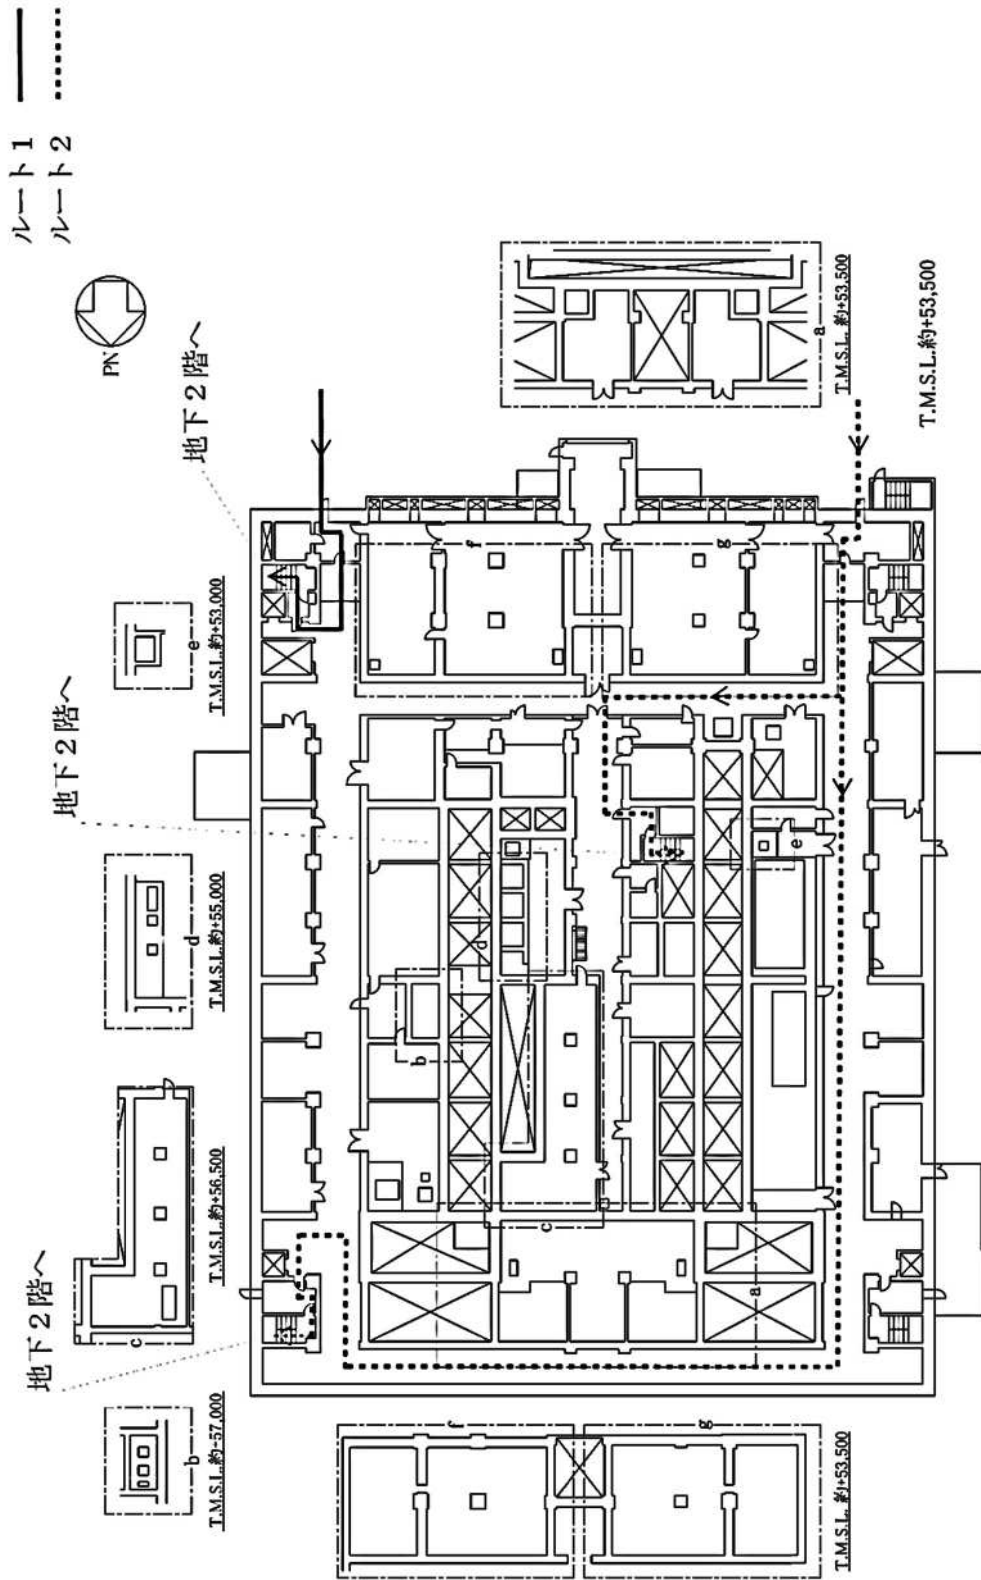 ルート1
ルート2
PN
地下2階へ
地下2階へ
地下2階へ
e
T.M.S.L.約+53,000
d
T.M.S.L.約+55,000
c
T.M.S.L.約+56,500
b
T.M.S.L.約+57,000
a
T.M.S.L. 約+53,500
T.M.S.L.約+53,500
f
g
e
d
b
c
a
f
g
T.M.S.L. 約+53,500